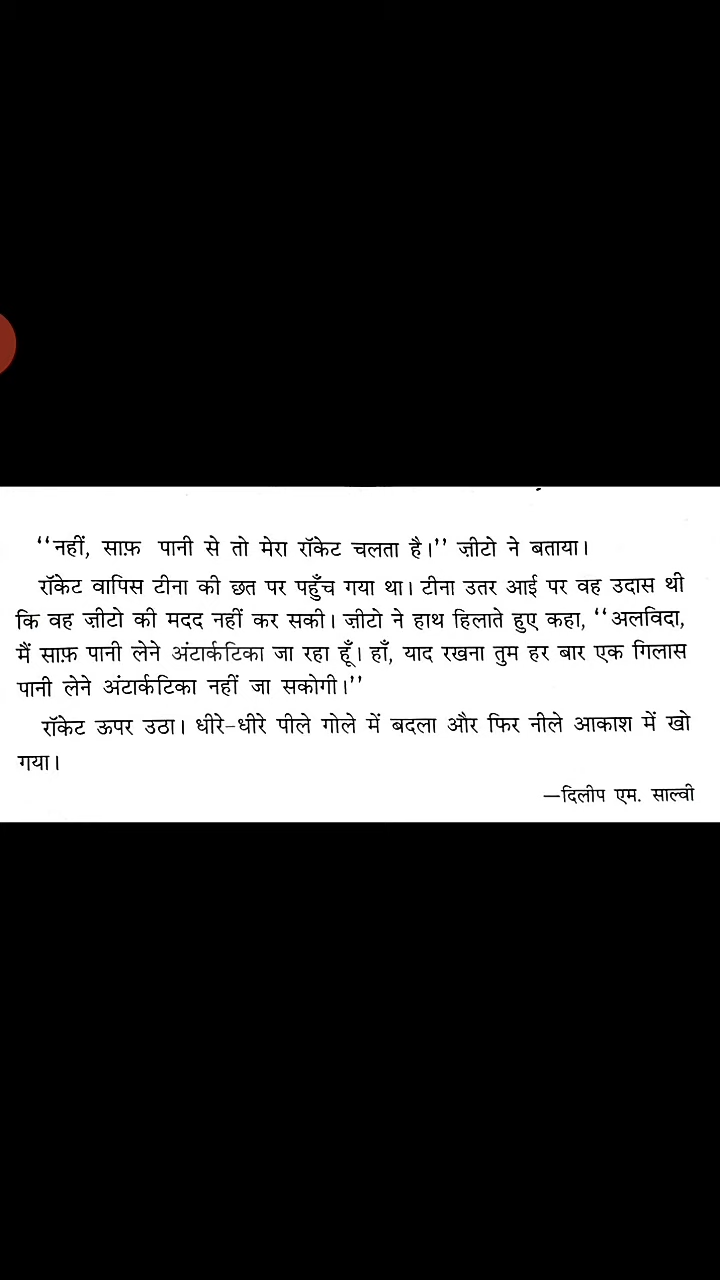 ‘‘नहीं, साफ़ पानी से तो मेरा रॉकेट चलता है।’’ ज़ीटो ने बताया।
रॉकेट वापिस टीना की छत पर पहुँच गया था। टीना उतर आई पर वह उदास थी
कि वह ज़ीटो की मदद नहीं कर सकी। ज़ीटो ने हाथ हिलाते हुए कहा, ‘‘अलविदा,
मैं साफ़ पानी लेने अंटार्कटिका जा रहा हूँ। हाँ, याद रखना तुम हर बार एक गिलास
पानी लेने अंटार्कटिका नहीं जा सकोगी।’’
रॉकेट ऊपर उठा। धीरे-धीरे पीले गोले में बदला और फिर नीले आकाश में खो
गया।
—दिलीप एम. साल्वी